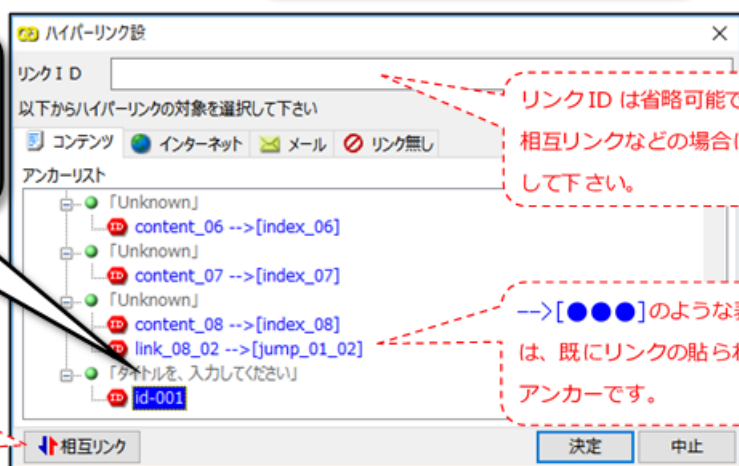 ハイパーリンク設
リンクＩＤ
リンクID は省略可能で
相互リンクなどの場合に
して下さい。
以下からハイパーリンクの対象を選択して下さい
コンテンツ インターネット メール リンク無し
アンカーリスト
「Unknown」
ID content_06 -->[index_06]
「Unknown」
ID content_07 -->[index_07]
「Unknown」
ID content_08 -->[index_08]
ID link_08_02 -->[jump_01_02]
「タイトルを、入力してください」
ID id-001
-->[●●●]のような
は、既にリンクの貼られ
アンカーです。
相互リンク 決定 中止